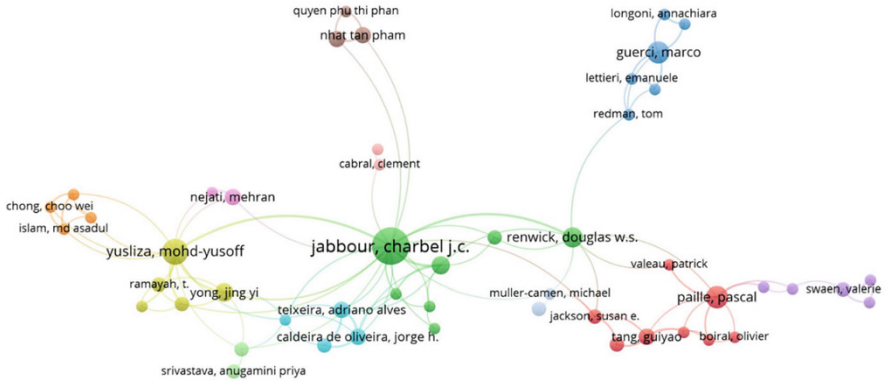 quyen phu thi phan
longoni, annachiara
nhat tan pham
guerci, marco
lettieri, emanuele
redman, tom
cabral, clement
nejati, mehran
chong, choo wei
islam, md asadul
yusliza, mohd-yusoff
jabbour, charbel j.c.
renwick, douglas w.s.
valeau, patrick
ramayah, t.
yong, jing yi
muller-camen, michael
paille, pascal
swaen, valerie
teixeira, adriano alves
jackson, susan e.
caldeira de oliveira, jorge h.
tang, guiyao
boiral, olivier
srivastava, anugamini priya